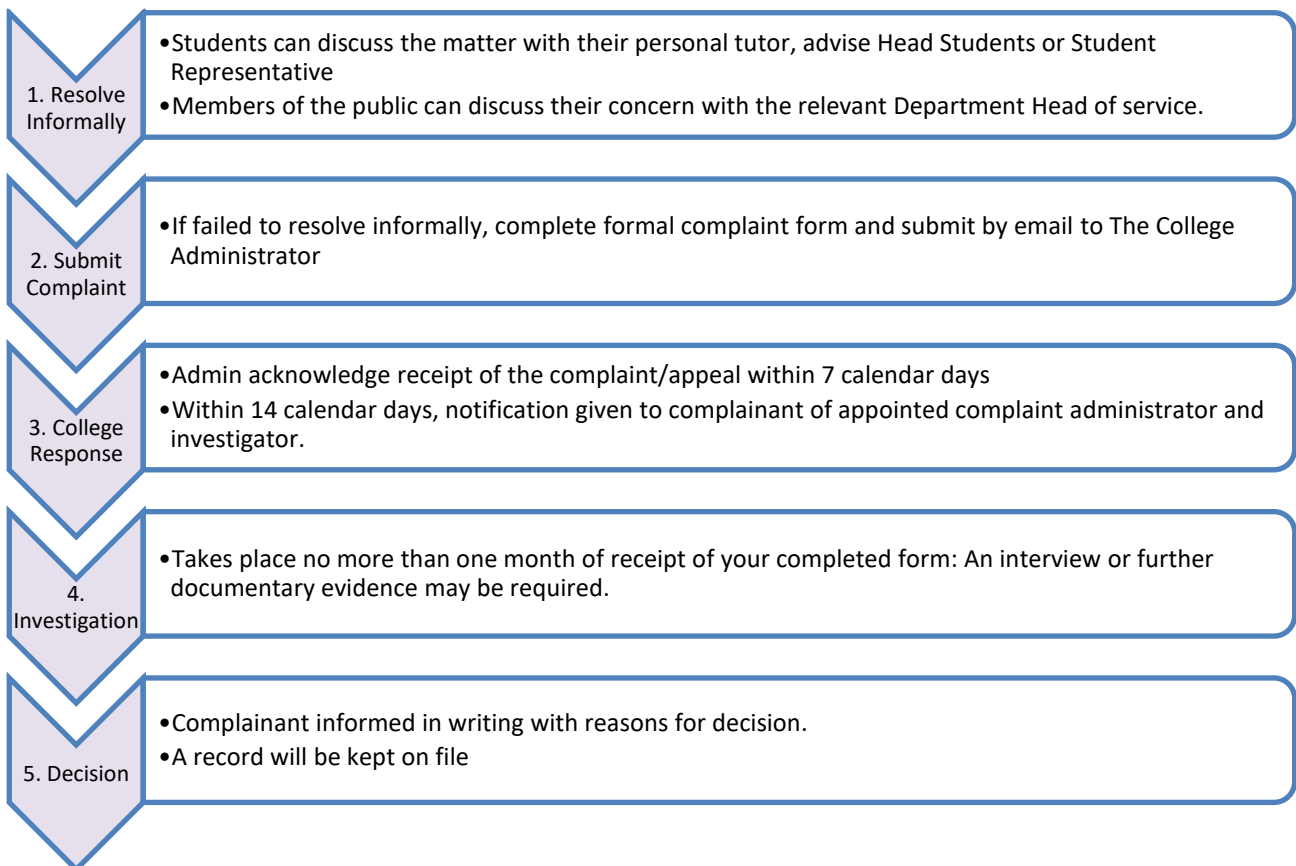 1. Resolve
Informally
•Students can discuss the matter with their personal tutor, advise Head Students or Student
Representative
•Members of the public can discuss their concern with the relevant Department Head of service.
2. Submit
Complaint
•If failed to resolve informally, complete formal complaint form and submit by email to The College
Administrator
3. College
Response
•Admin acknowledge receipt of the complaint/appeal within 7 calendar days
•Within 14 calendar days, notification given to complainant of appointed complaint administrator and
investigator.
4.
Investigation
•Takes place no more than one month of receipt of your completed form: An interview or further
documentary evidence may be required.
5. Decision
•Complainant informed in writing with reasons for decision.
•A record will be kept on file